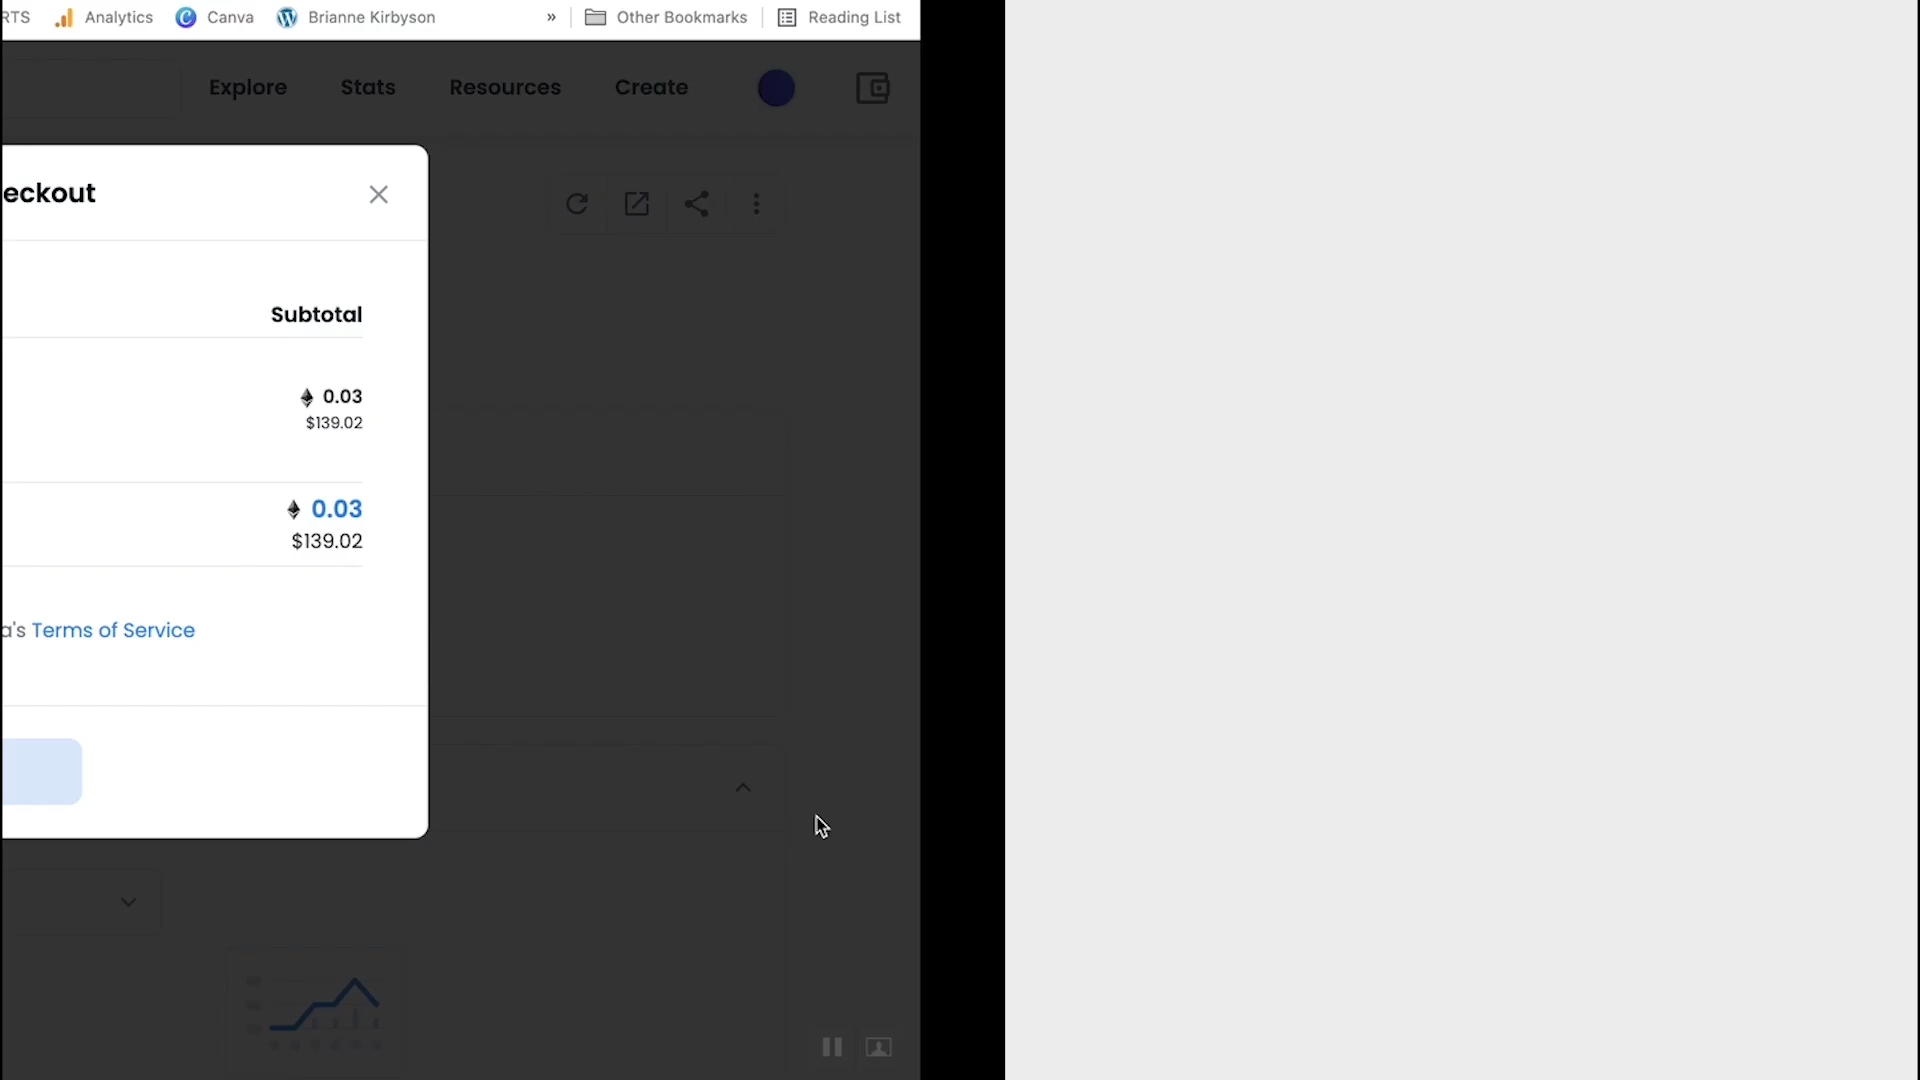 RTS Analytics Canva Brianne Kirbyson » Other Bookmarks Reading List
Explore Stats Resources Create
eckout
Subtotal
0.03
$139.02
0.03
$139.02
a's Terms of Service